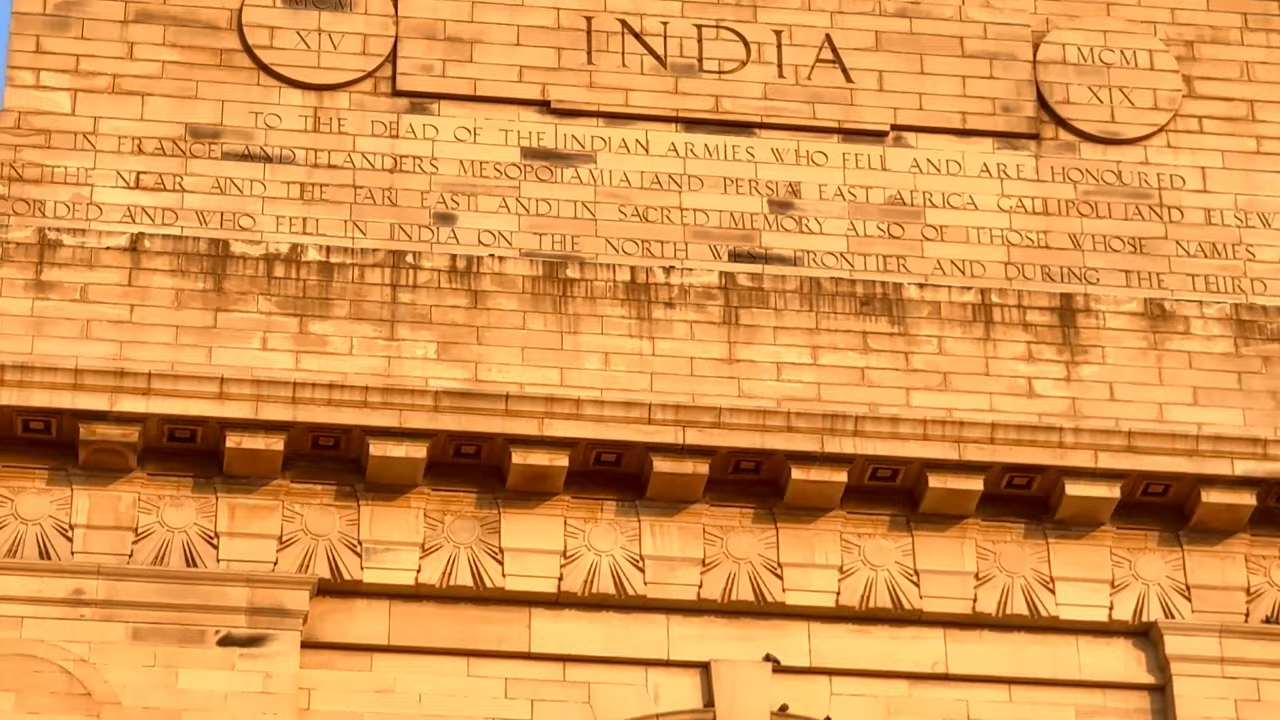 MCM
XIV
INDIA
MCM
XIX
TO THE DEAD OF THE INDIAN ARMIES WHO FELL AND ARE HONOURED
IN FRANCE AND FLANDERS MESOPOTAMIA AND PERSIA EAST AFRICA GALLIPOLI AND ELSEW
IN THE NEAR AND THE FAR EAST AND IN SACRED MEMORY ALSO OF THOSE WHOSE NAMES
ORDED AND WHO FELL IN INDIA ON THE NORTH WEST FRONTIER AND DURING THE THIRD